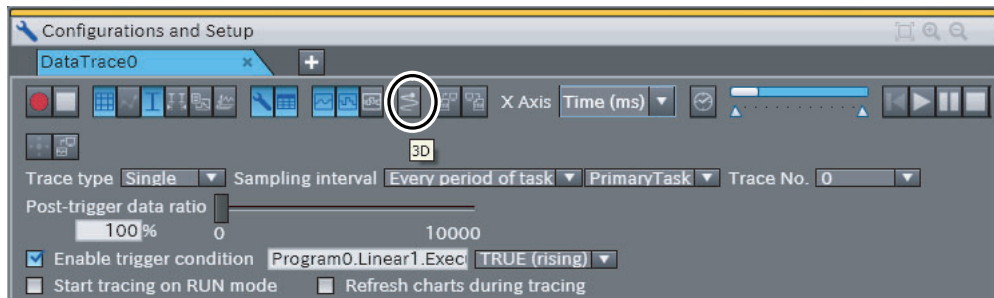 Configurations and Setup
DataTrace0 × +
X Axis Time (ms)
3D
Trace type Single Sampling interval Every period of task PrimaryTask Trace No. 0
Post-trigger data ratio
100 % 0 10000
Enable trigger condition Program0.Linear1.Exec TRUE (rising)
Start tracing on RUN mode Refresh charts during tracing